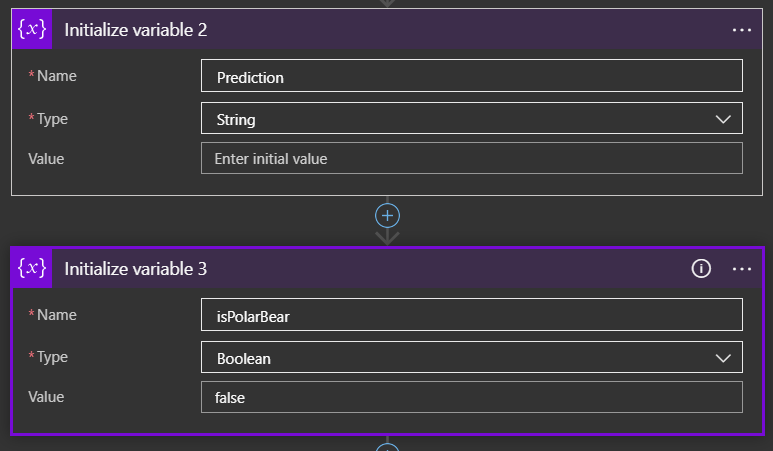 {x} Initialize variable 2 ...
*Name Prediction
*Type String
Value Enter initial value
{x} Initialize variable 3 ...
*Name isPolarBear
*Type Boolean
Value false